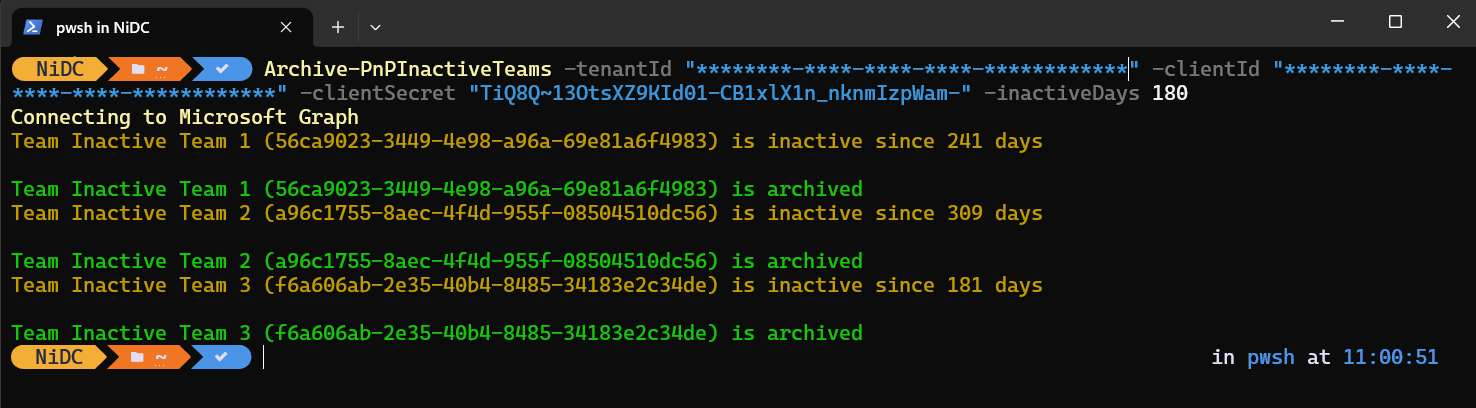 pwsh in NiDC
NiDC ~ Archive-PnPInactiveTeams -tenantId "********-****-****-****-************" -clientId "********-****-
****-****-************" -clientSecret "TiQ8Q~13OtsXZ9KId01-CB1xlX1n_nknmIzpWam-" -inactiveDays 180
Connecting to Microsoft Graph
Team Inactive Team 1 (56ca9023-3449-4e98-a96a-69e81a6f4983) is inactive since 241 days
Team Inactive Team 1 (56ca9023-3449-4e98-a96a-69e81a6f4983) is archived
Team Inactive Team 2 (a96c1755-8aec-4f4d-955f-08504510dc56) is inactive since 309 days
Team Inactive Team 2 (a96c1755-8aec-4f4d-955f-08504510dc56) is archived
Team Inactive Team 3 (f6a606ab-2e35-40b4-8485-34183e2c34de) is inactive since 181 days
Team Inactive Team 3 (f6a606ab-2e35-40b4-8485-34183e2c34de) is archived
NiDC ~ in pwsh at 11:00:51